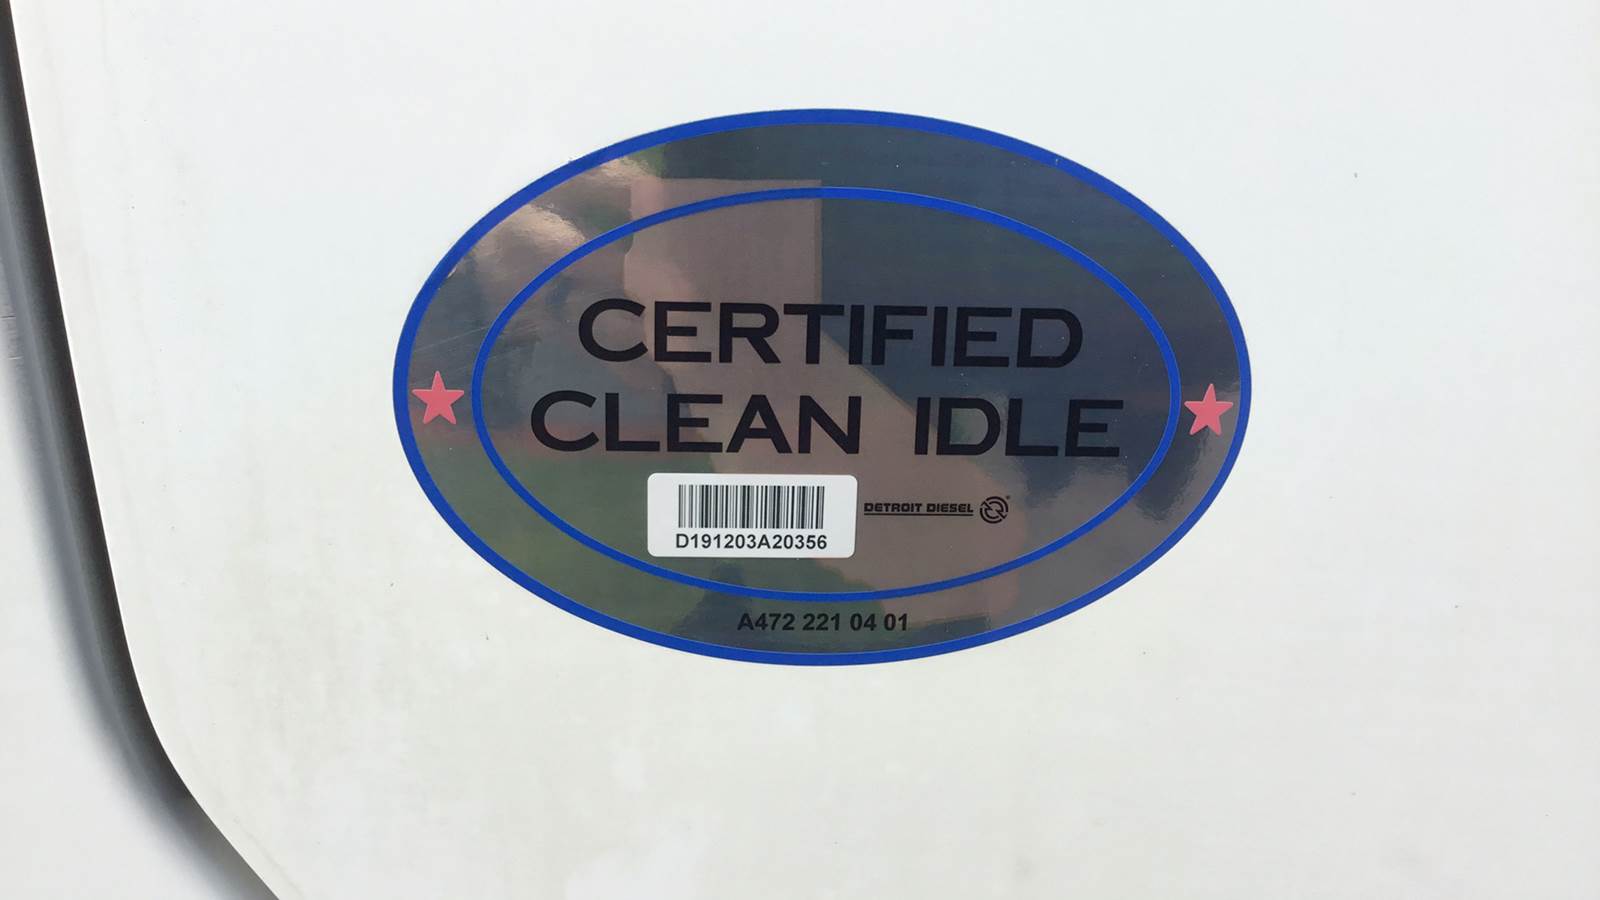 CERTIFIED
CLEAN IDLE
DETROIT DIESEL
D191203A20356
A472 221 04 01